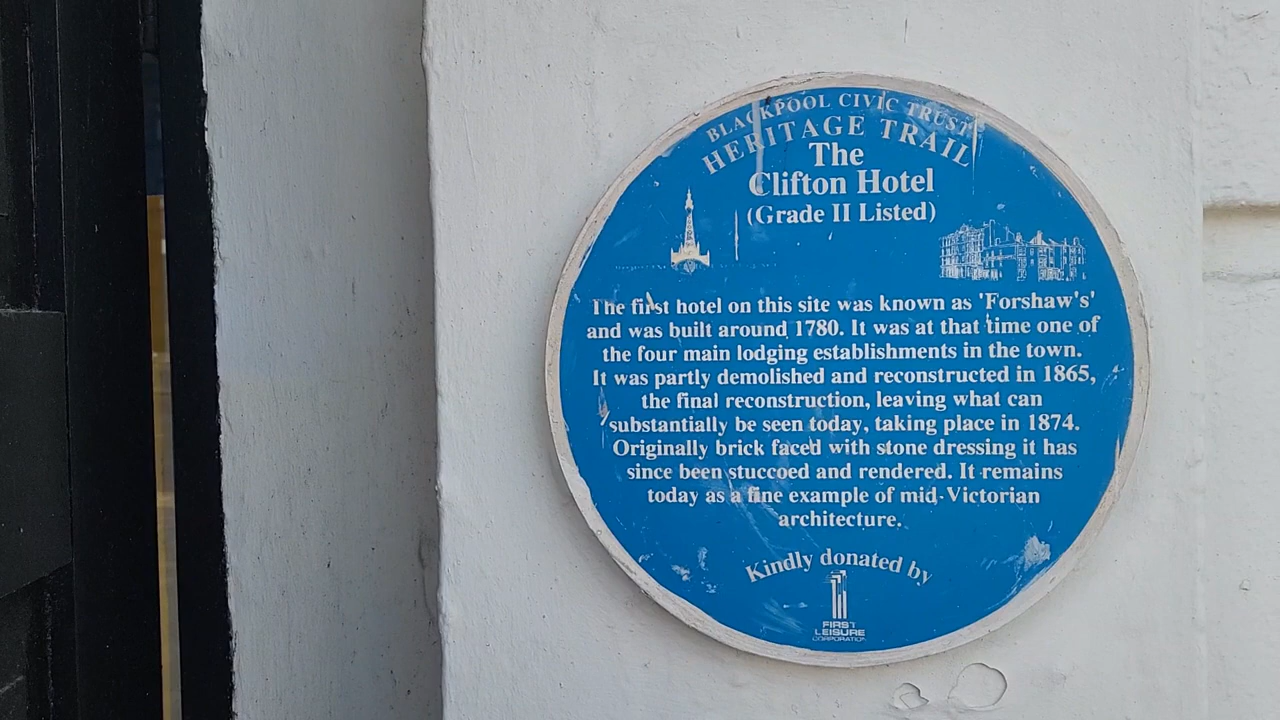 BLACKPOOL CIVIC TRUST
HERITAGE TRAIL
The
Clifton Hotel
(Grade II Listed)
The first hotel on this site was known as 'Forshaw's'
and was built around 1780. It was at that time one of
the four main lodging establishments in the town.
It was partly demolished and reconstructed in 1865,
the final reconstruction, leaving what can
substantially be seen today, taking place in 1874.
Originally brick faced with stone dressing it has
since been stuccoed and rendered. It remains
today as a fine example of mid-Victorian
architecture.
Kindly donated by
FIRST
LEISURE
CORPORATION